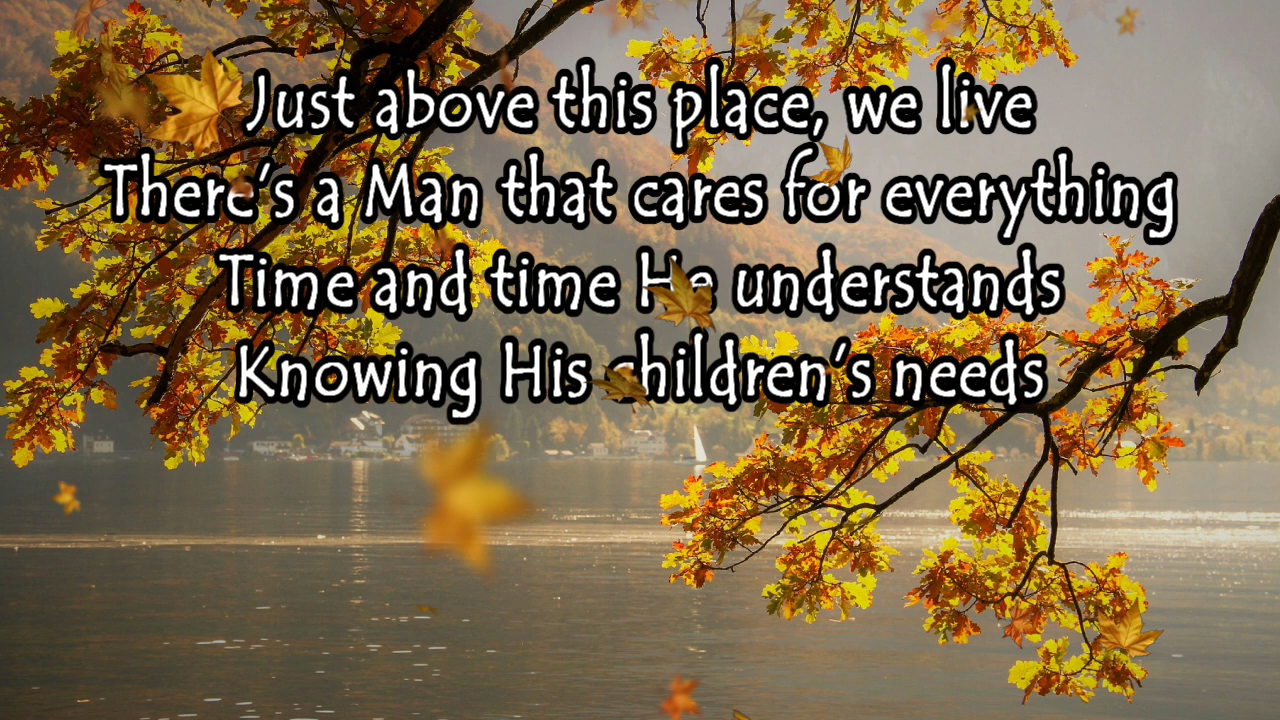 Just above this place, we live
There's a Man that cares for everything
Time and time He understands
Knowing His children's needs